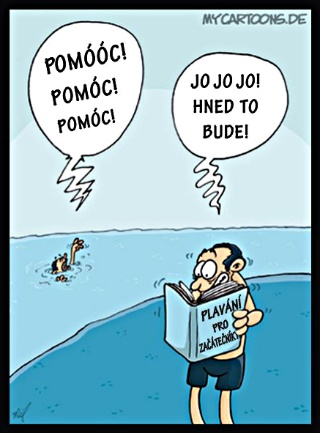 MYCARTOONS.DE
POMÓÓC!
POMÓC!
POMÓC!
JO JO JO!
HNED TO
BUDE!
PLAVÁNÍ
PRO
ZAČÁTEČNÍKY